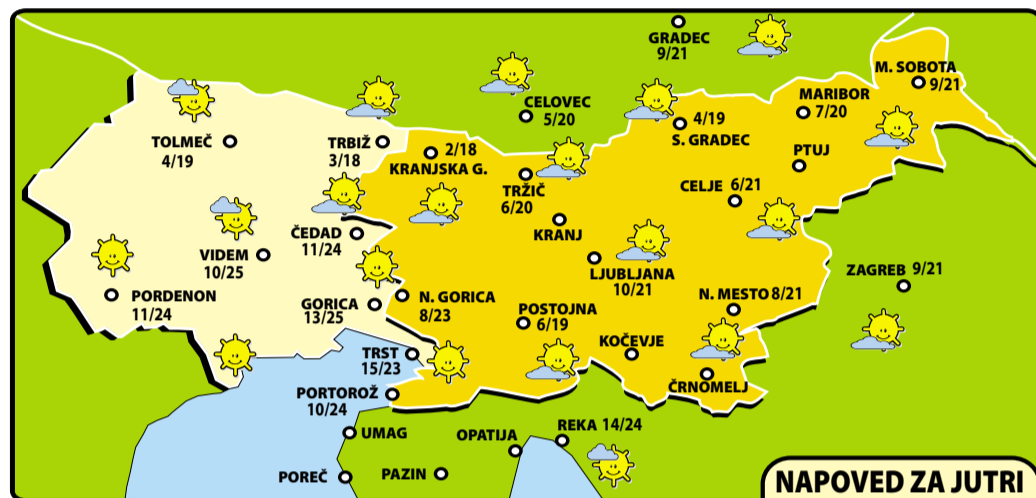 GRADEC
9/21
M. SOBOTA
9/21
MARIBOR
7/20
CELOVEC
5/20
4/19
S. GRADEC
TOLMEČ
4/19
TRBIŽ
3/18
2/18
KRANJSKA G.
PTUJ
TRŽIČ
6/20
CELJE 6/21
KRANJ
ČEDAD
11/24
VIDEM
10/25
LJUBLJANA
10/21
ZAGREB 9/21
PORDENON
11/24
GORICA
13/25
N. GORICA
8/23
POSTOJNA
6/19
N. MESTO 8/21
KOČEVJE
TRST
15/23
ČRNOMELJ
PORTOROŽ
10/24
UMAG
OPATIJA
REKA 14/24
POREČ
PAZIN
NAPOVED ZA JUTRI